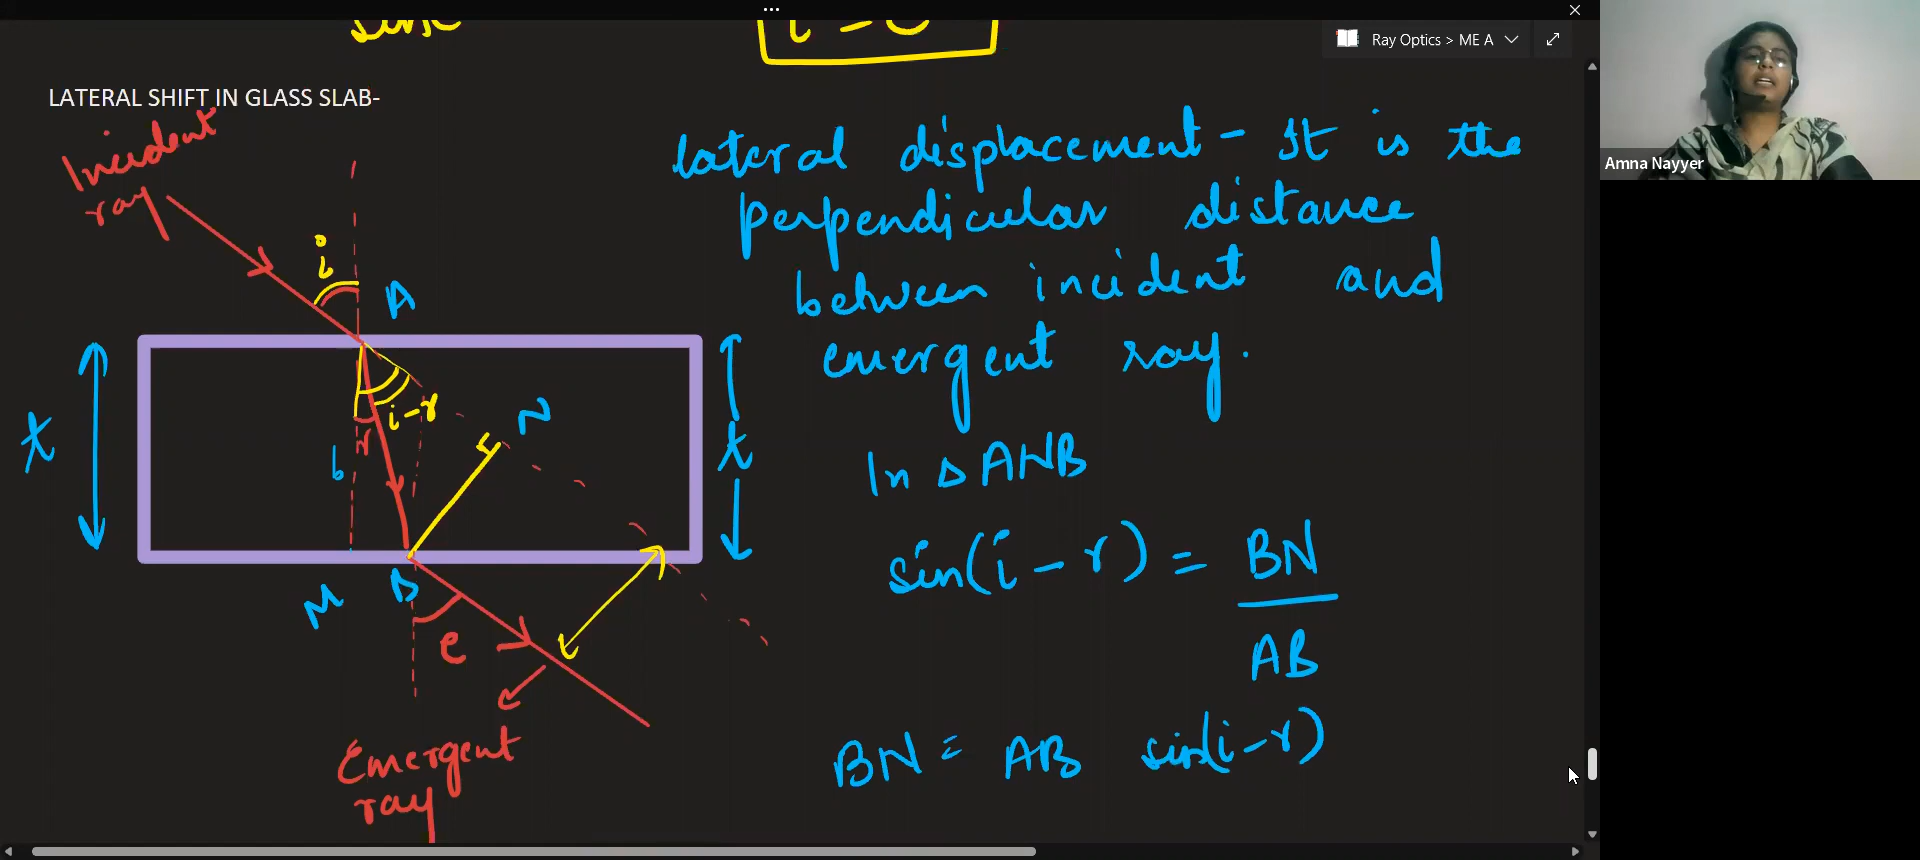 Ray Optics > ME A
LATERAL SHIFT IN GLASS SLAB-
Incident
ray
i
A
i-r
r
N
t
t
M
B
e
Emergent
ray
lateral displacement - It is the
perpendicular distance
between incident and
emergent ray.
In Δ ANB
sin(i-r) = BN
AB
BN = AB sin(i-r)
Amna Nayyer